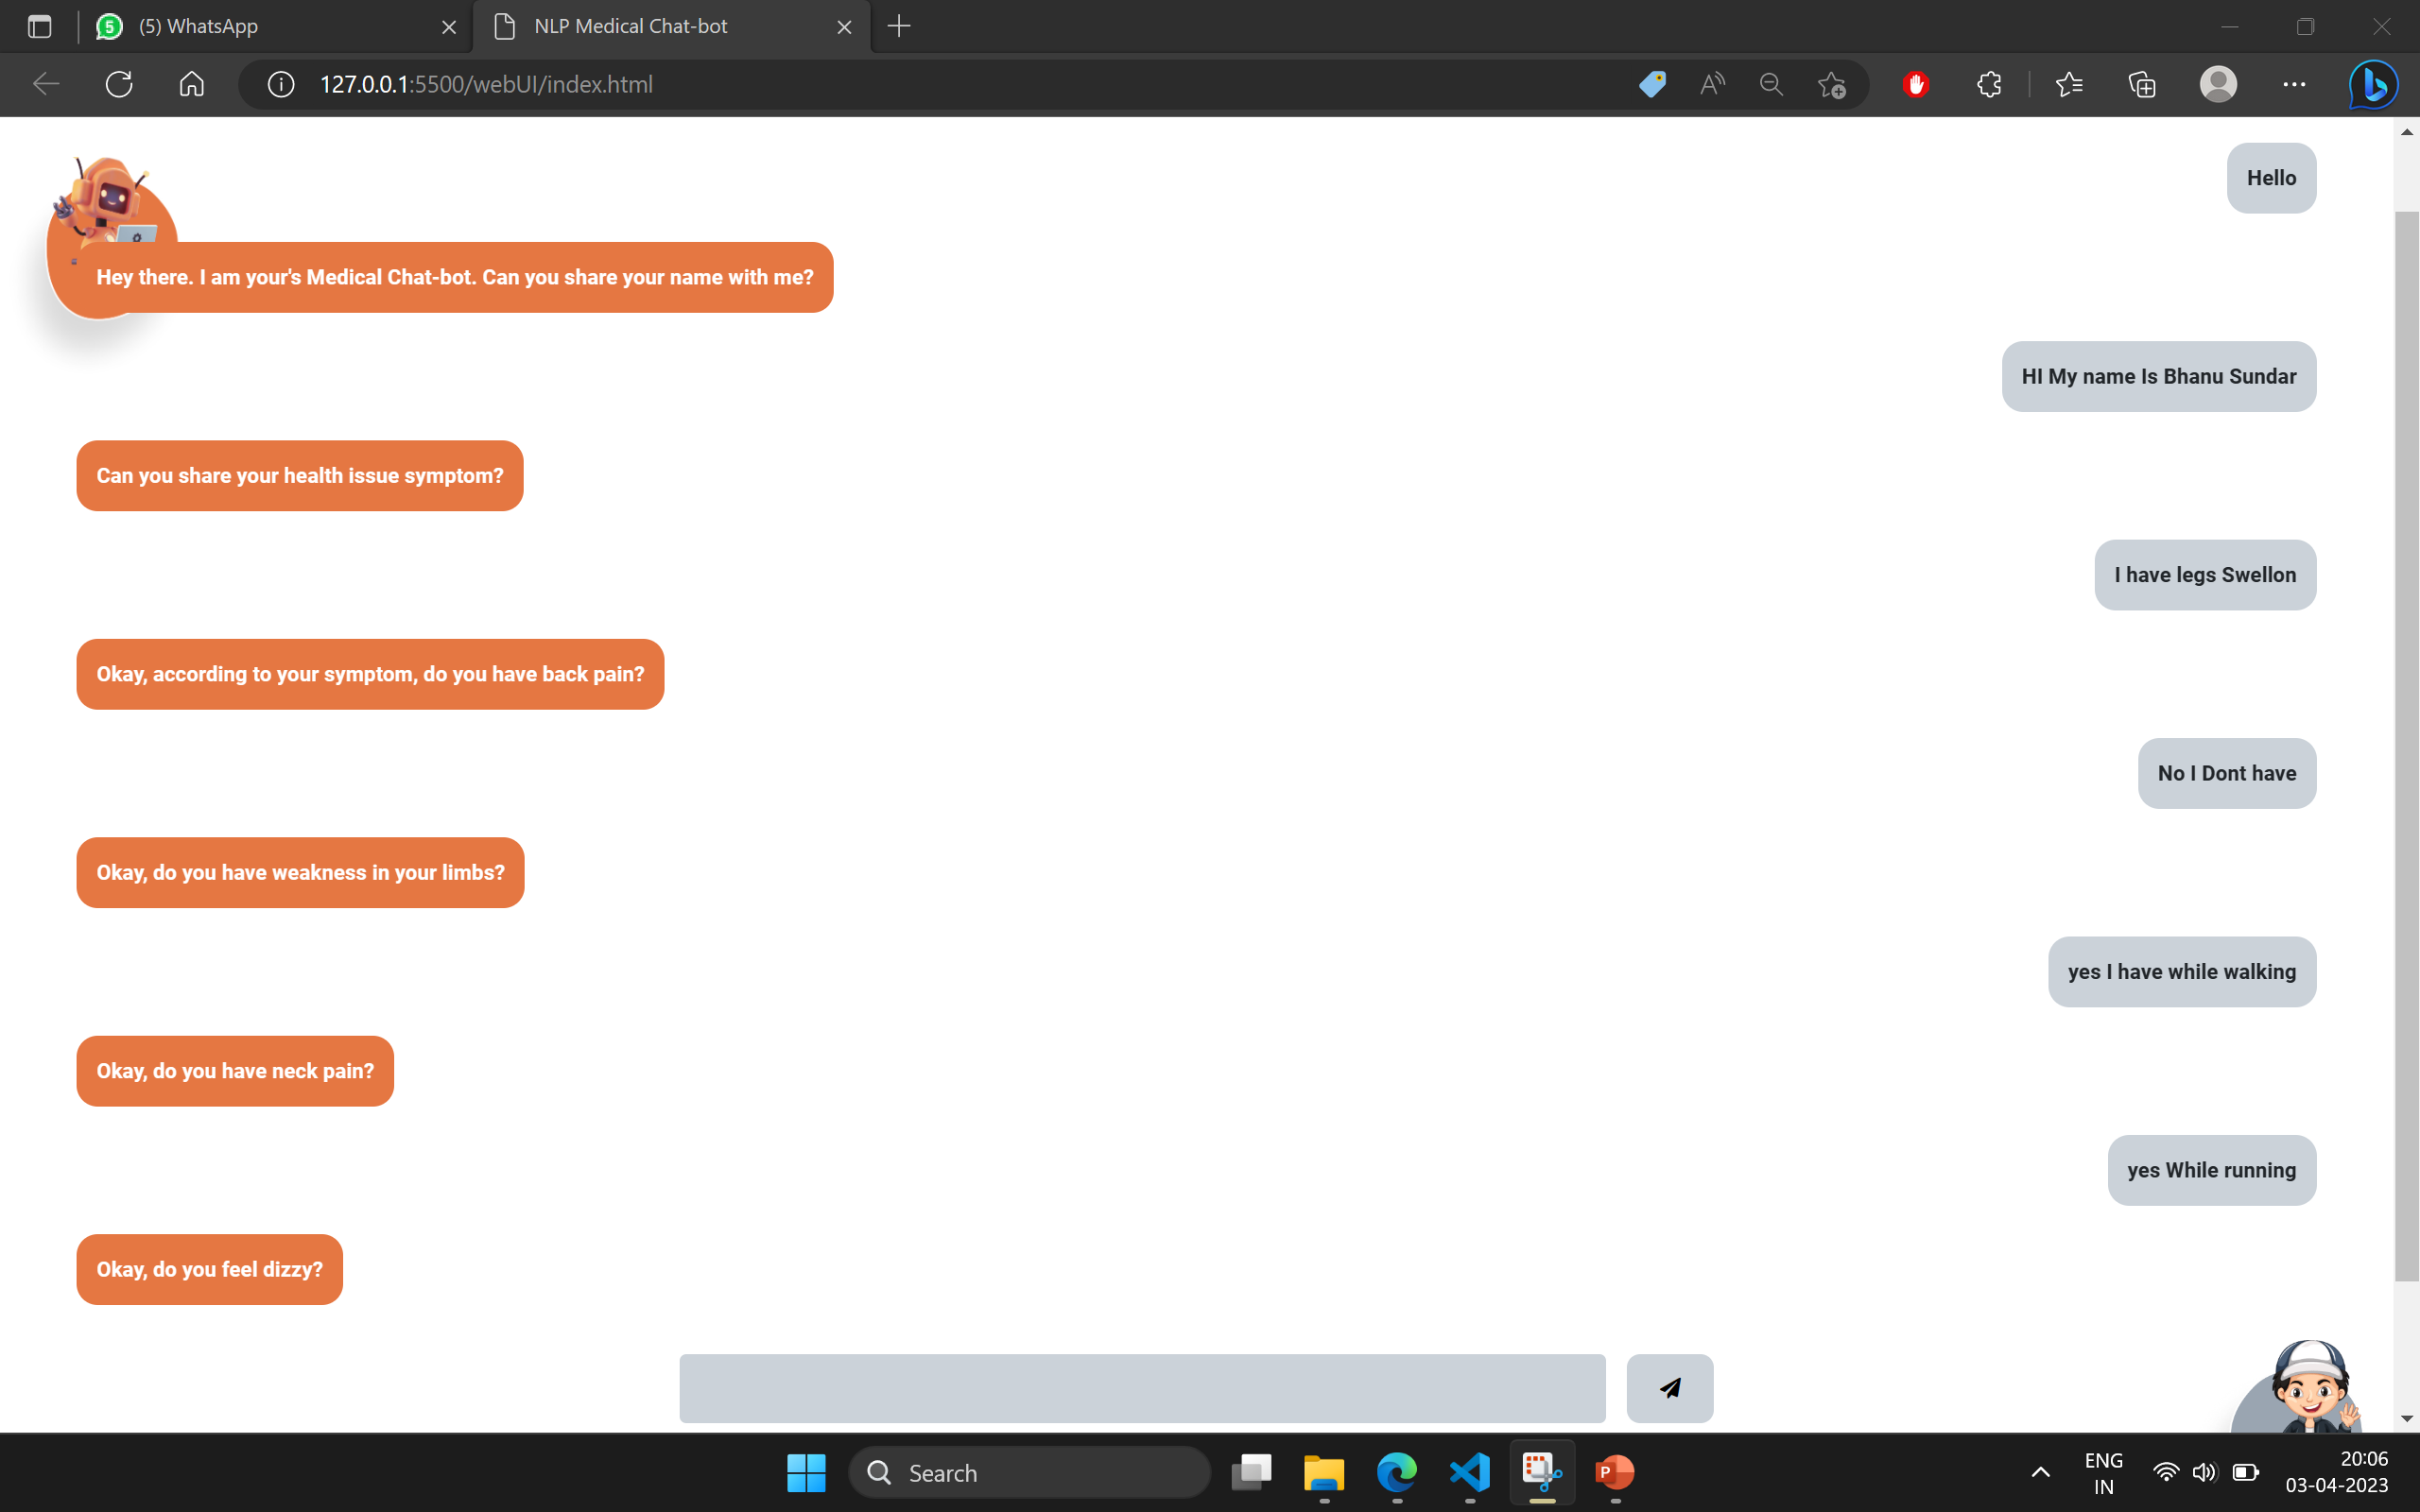 5
(5) WhatsApp
NLP Medical Chat-bot
127.0.0.1:5500/webUI/index.html
Hello
Hey there. I am your's Medical Chat-bot. Can you share your name with me?
HI My name Is Bhanu Sundar
Can you share your health issue symptom?
I have legs Swellon
Okay, according to your symptom, do you have back pain?
No I Dont have
Okay, do you have weakness in your limbs?
yes I have while walking
Okay, do you have neck pain?
yes While running
Okay, do you feel dizzy?
Search
P
ENG
IN
20:06
03-04-2023